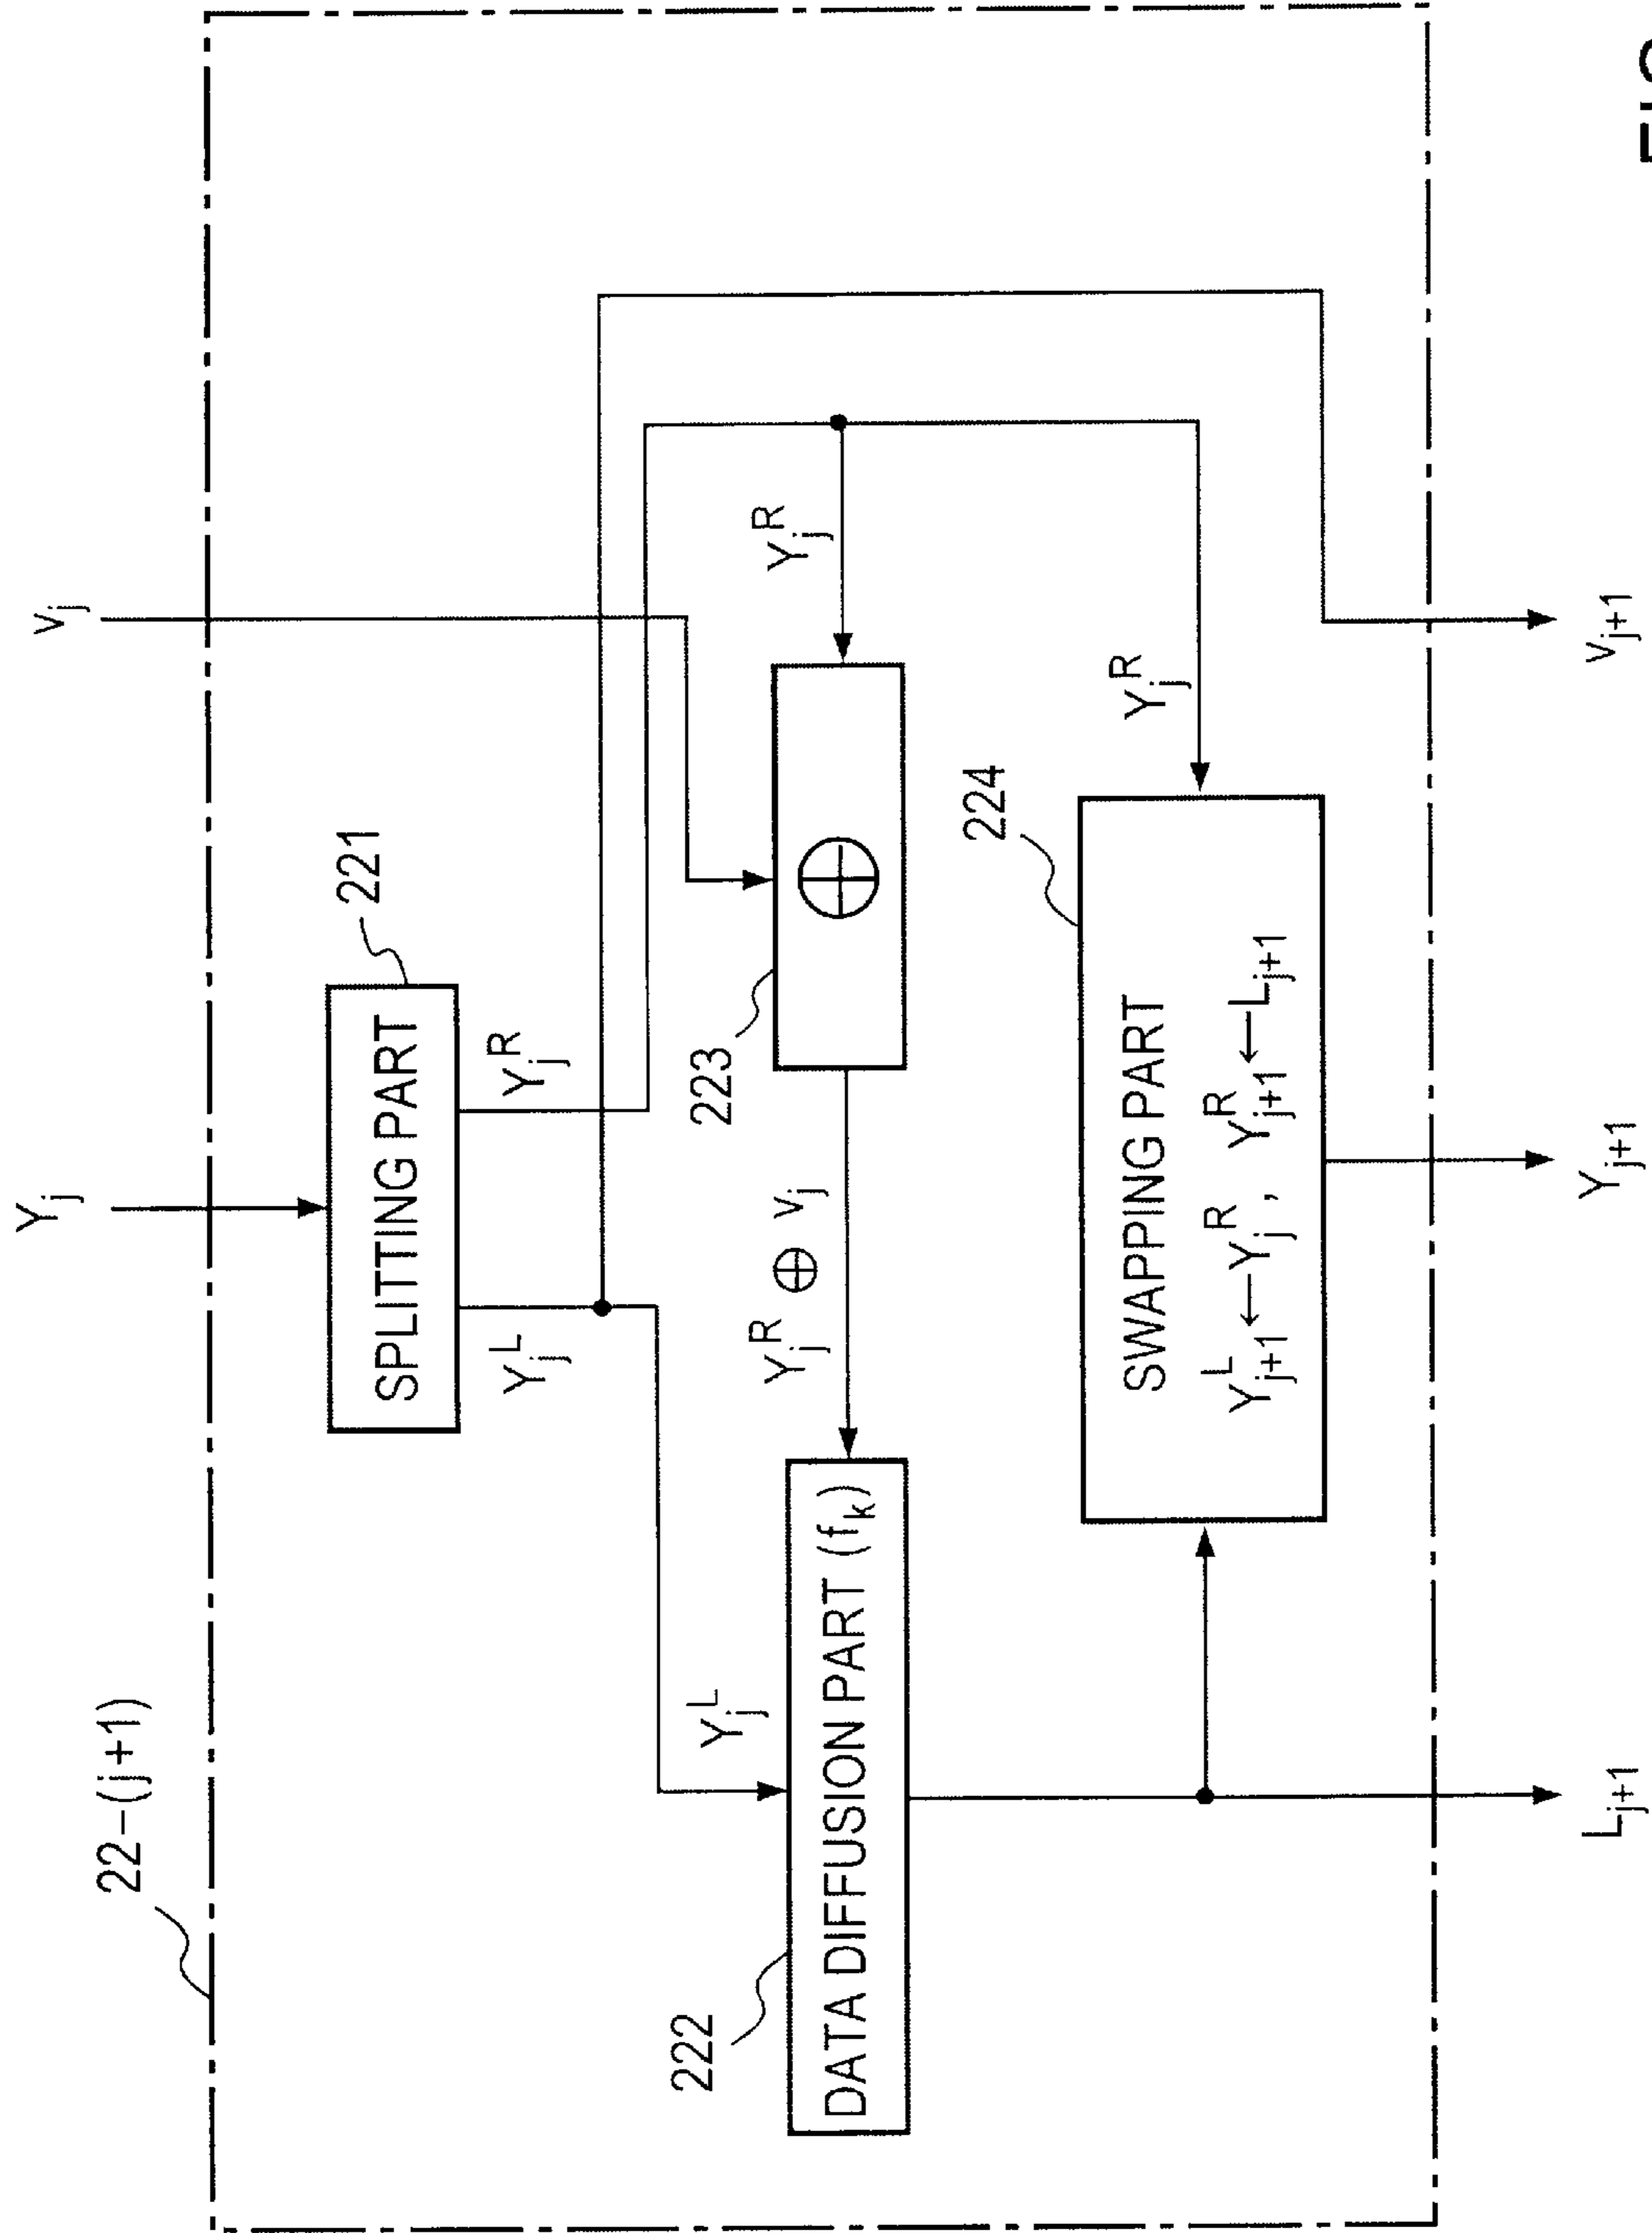 Y_j
v_j
22-(j+1)
SPLITTING PART
221
Y_j^L
Y_j^R
Y_j^L
222
DATA DIFFUSION PART (f_k)
Y_j^R ⊕ v_j
223
⊕
Y_j^R
224
SWAPPING PART
Y_{j+1}^L ← Y_j^R , Y_{j+1}^R ← L_{j+1}
Y_j^R
L_{j+1}
Y_{j+1}
v_{j+1}